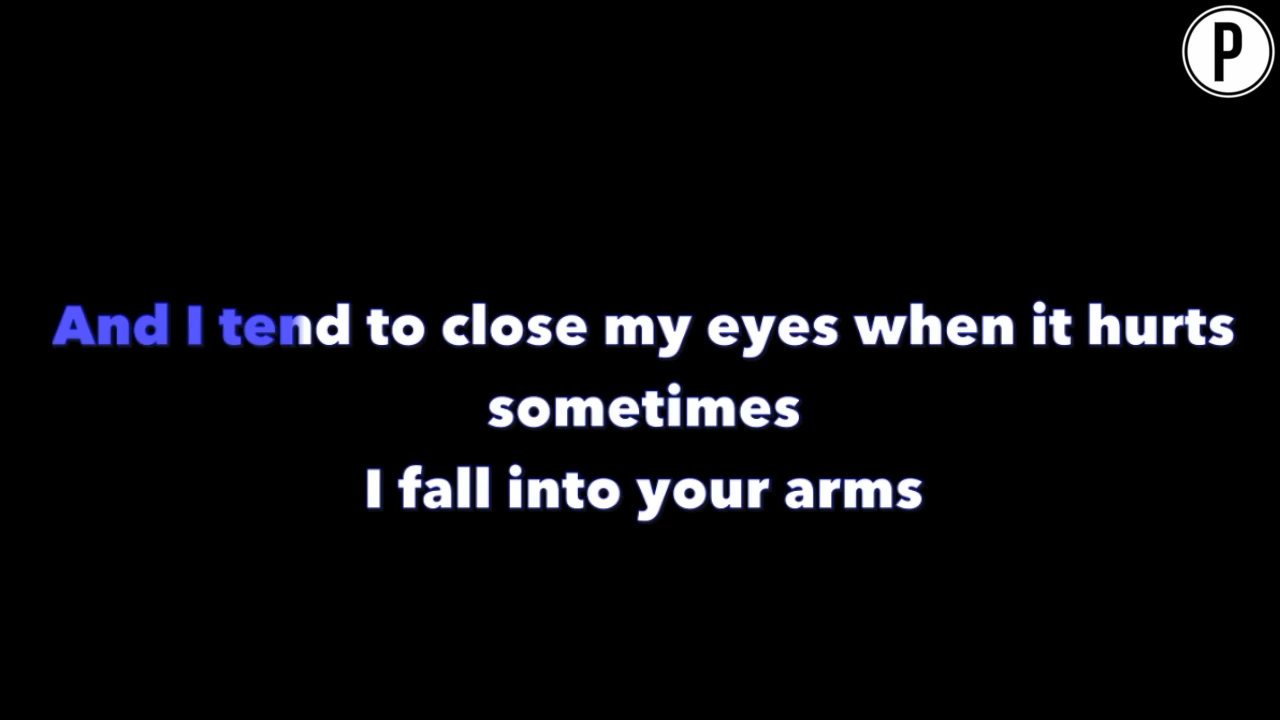 P
And I tend to close my eyes when it hurts
sometimes
I fall into your arms